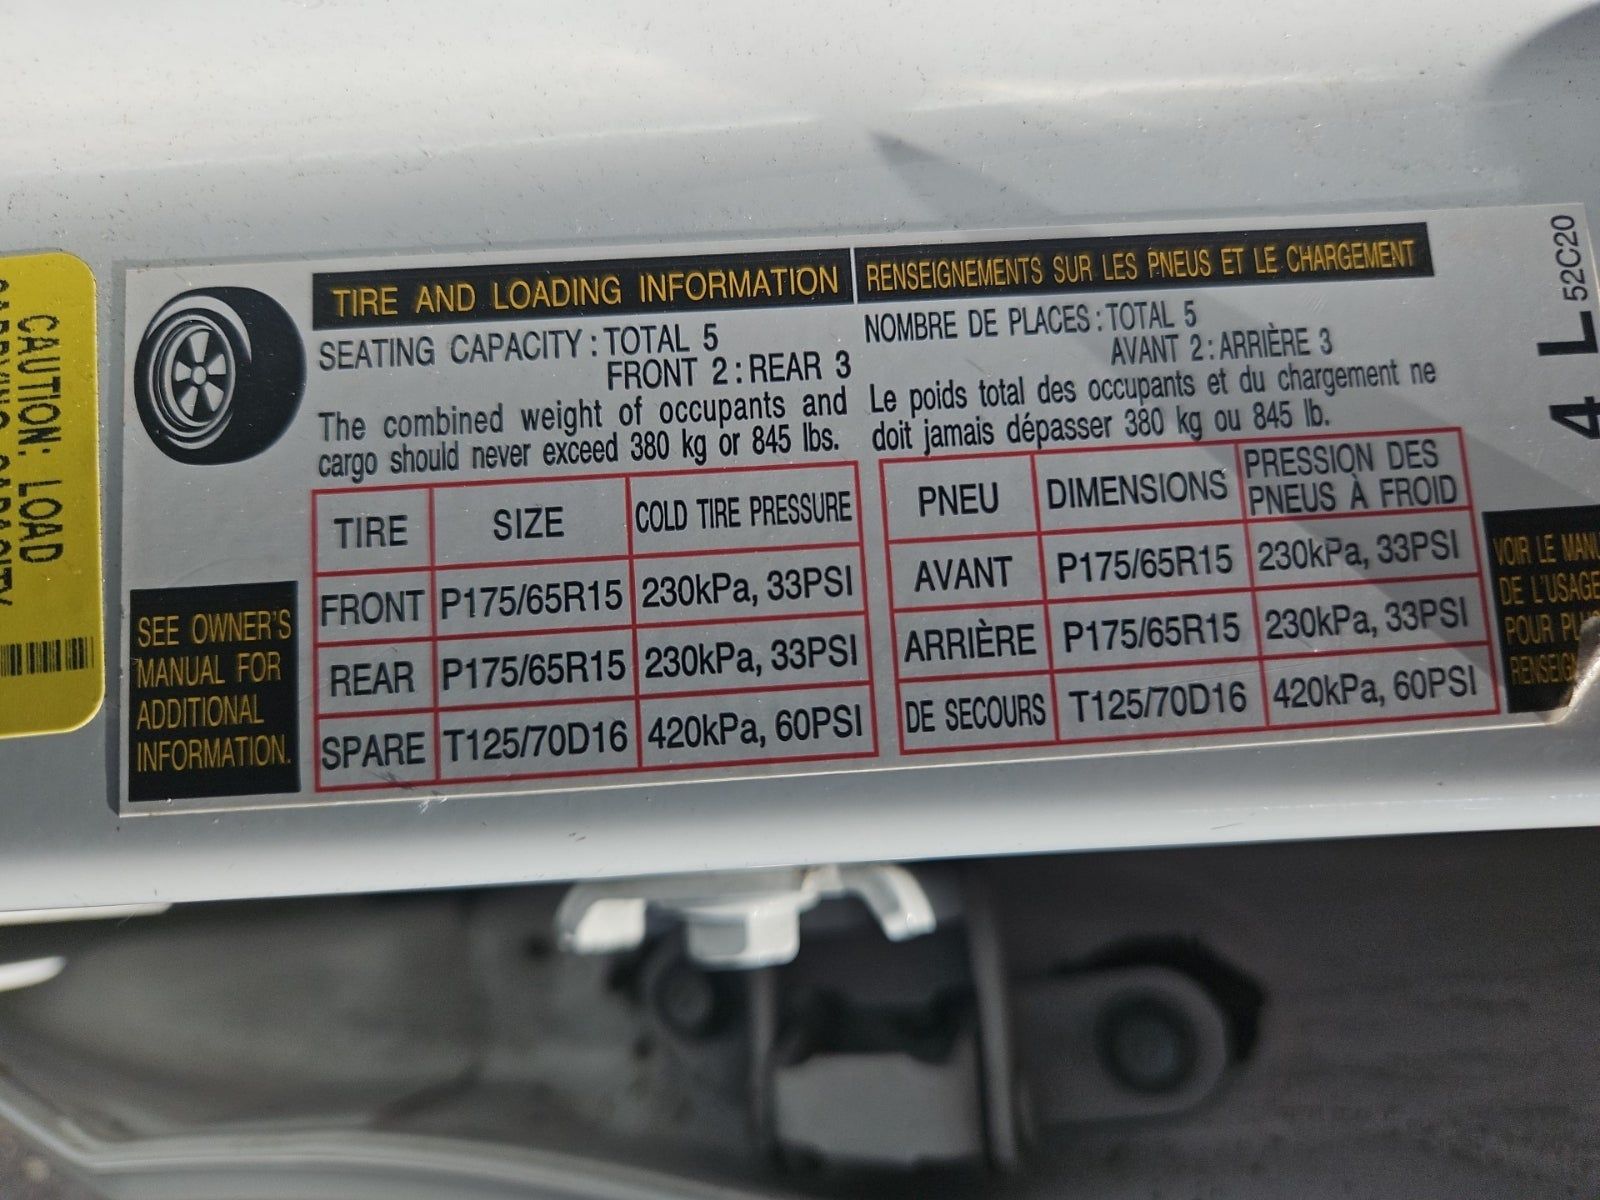 CAUTION: LOAD
CARRYING CAPACITY
TIRE AND LOADING INFORMATION
SEATING CAPACITY : TOTAL 5
FRONT 2 : REAR 3
The combined weight of occupants and
cargo should never exceed 380 kg or 845 lbs.
TIRE SIZE COLD TIRE PRESSURE
FRONT P175/65R15 230kPa, 33PSI
REAR P175/65R15 230kPa, 33PSI
SPARE T125/70D16 420kPa, 60PSI
SEE OWNER'S
MANUAL FOR
ADDITIONAL
INFORMATION.
RENSEIGNEMENTS SUR LES PNEUS ET LE CHARGEMENT
NOMBRE DE PLACES : TOTAL 5
AVANT 2 : ARRIÈRE 3
Le poids total des occupants et du chargement ne
doit jamais dépasser 380 kg ou 845 lb.
PNEU DIMENSIONS PRESSION DES
PNEUS À FROID
AVANT P175/65R15 230kPa, 33PSI
ARRIÈRE P175/65R15 230kPa, 33PSI
DE SECOURS T125/70D16 420kPa, 60PSI
VOIR LE MANU
DE L'USAGE
POUR PLU
RENSEIGN
4 L 52C20